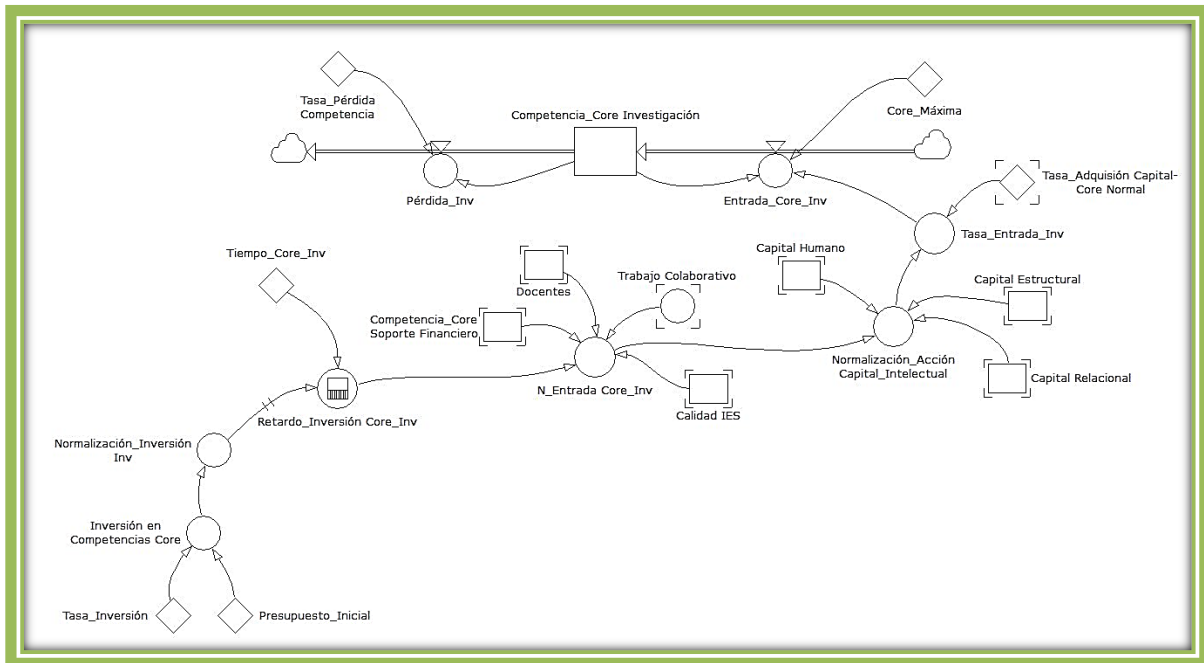 Tasa_Pérdida
Competencia
Competencia_Core Investigación
Core_Máxima
Pérdida_Inv
Entrada_Core_Inv
Tasa_Adquisión Capital-
Core Normal
Tasa_Entrada_Inv
Tiempo_Core_Inv
Docentes
Trabajo Colaborativo
Capital Humano
Capital Estructural
Competencia_Core
Soporte Financiero
Normalización_Acción
Capital_Intelectual
Capital Relacional
N_Entrada Core_Inv
Calidad IES
Retardo_Inversión Core_Inv
Normalización_Inversión
Inv
Inversión en
Competencias Core
Tasa_Inversión
Presupuesto_Inicial